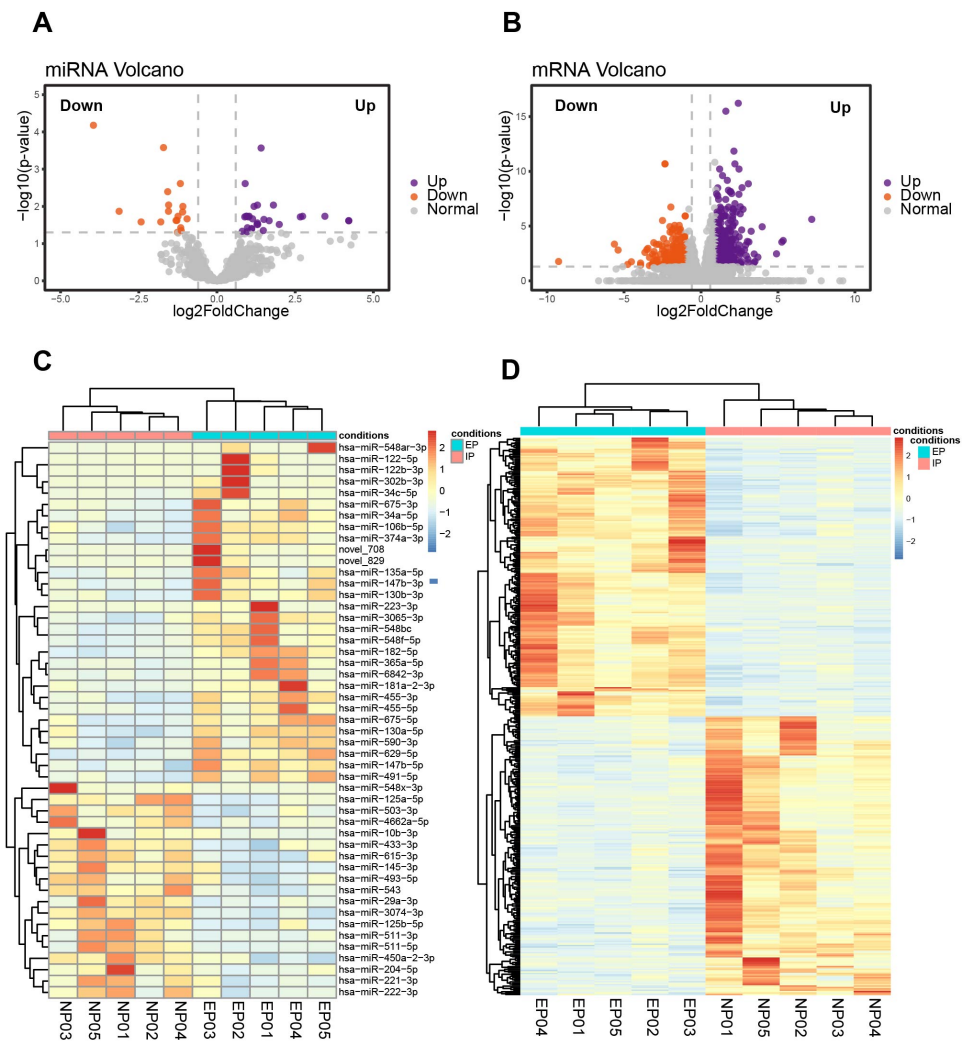 A
B
miRNA Volcano
mRNA Volcano
Down
Up
5
4
3
2
1
0
−log10(p-value)
−5.0
−2.5
0.0
2.5
5.0
log2FoldChange
Up
Down
Normal
Down
Up
15
10
5
0
−log10(p-value)
−10
−5
0
5
10
log2FoldChange
Up
Down
Normal
C
D
conditions
hsa−miR−548ar−3p
hsa−miR−122−5p
hsa−miR−122b−3p
hsa−miR−302b−3p
hsa−miR−34c−5p
hsa−miR−675−3p
hsa−miR−34a−5p
hsa−miR−106b−5p
hsa−miR−374a−3p
novel_708
novel_829
hsa−miR−135a−5p
hsa−miR−147b−3p
hsa−miR−130b−3p
hsa−miR−223−3p
hsa−miR−3065−3p
hsa−miR−548bc
hsa−miR−548f−5p
hsa−miR−182−5p
hsa−miR−365a−5p
hsa−miR−6842−3p
hsa−miR−181a−2−3p
hsa−miR−455−3p
hsa−miR−455−5p
hsa−miR−675−5p
hsa−miR−130a−5p
hsa−miR−590−3p
hsa−miR−629−5p
hsa−miR−147b−5p
hsa−miR−491−5p
hsa−miR−548x−3p
hsa−miR−125a−5p
hsa−miR−503−3p
hsa−miR−4662a−5p
hsa−miR−10b−3p
hsa−miR−433−3p
hsa−miR−615−3p
hsa−miR−145−3p
hsa−miR−493−5p
hsa−miR−543
hsa−miR−29a−3p
hsa−miR−3074−3p
hsa−miR−125b−5p
hsa−miR−511−3p
hsa−miR−511−5p
hsa−miR−450a−2−3p
hsa−miR−204−5p
hsa−miR−221−3p
hsa−miR−222−3p
NP03
NP05
NP01
NP02
NP04
EP03
EP02
EP01
EP04
EP05
2
1
0
−1
−2
conditions
EP
IP
conditions
2
1
0
−1
−2
conditions
EP
IP
EP04
EP01
EP05
EP02
EP03
NP01
NP05
NP02
NP03
NP04